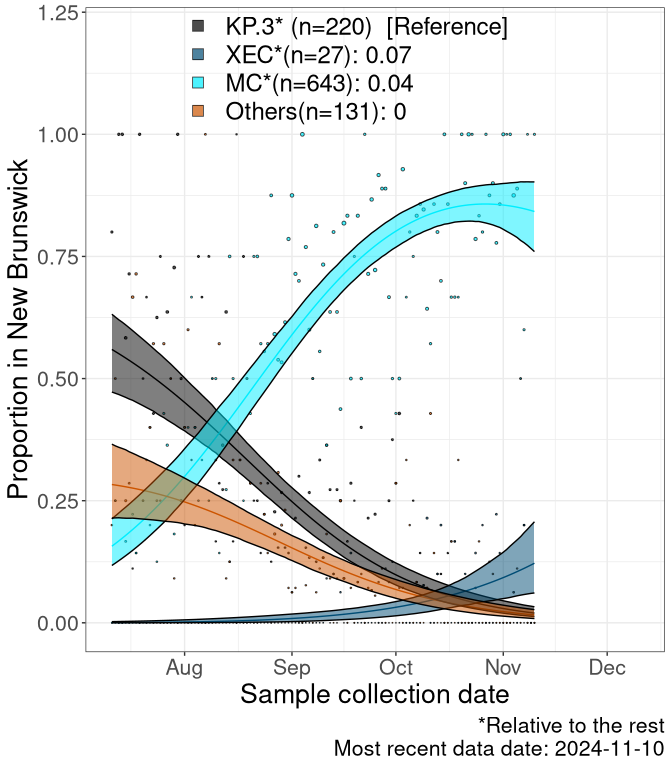 1.25
KP.3* (n=220) [Reference]
XEC*(n=27): 0.07
MC*(n=643): 0.04
Others(n=131): 0
1.00
0.75
0.50
0.25
0.00
Proportion in New Brunswick
Aug Sep Oct Nov Dec
Sample collection date
*Relative to the rest
Most recent data date: 2024-11-10